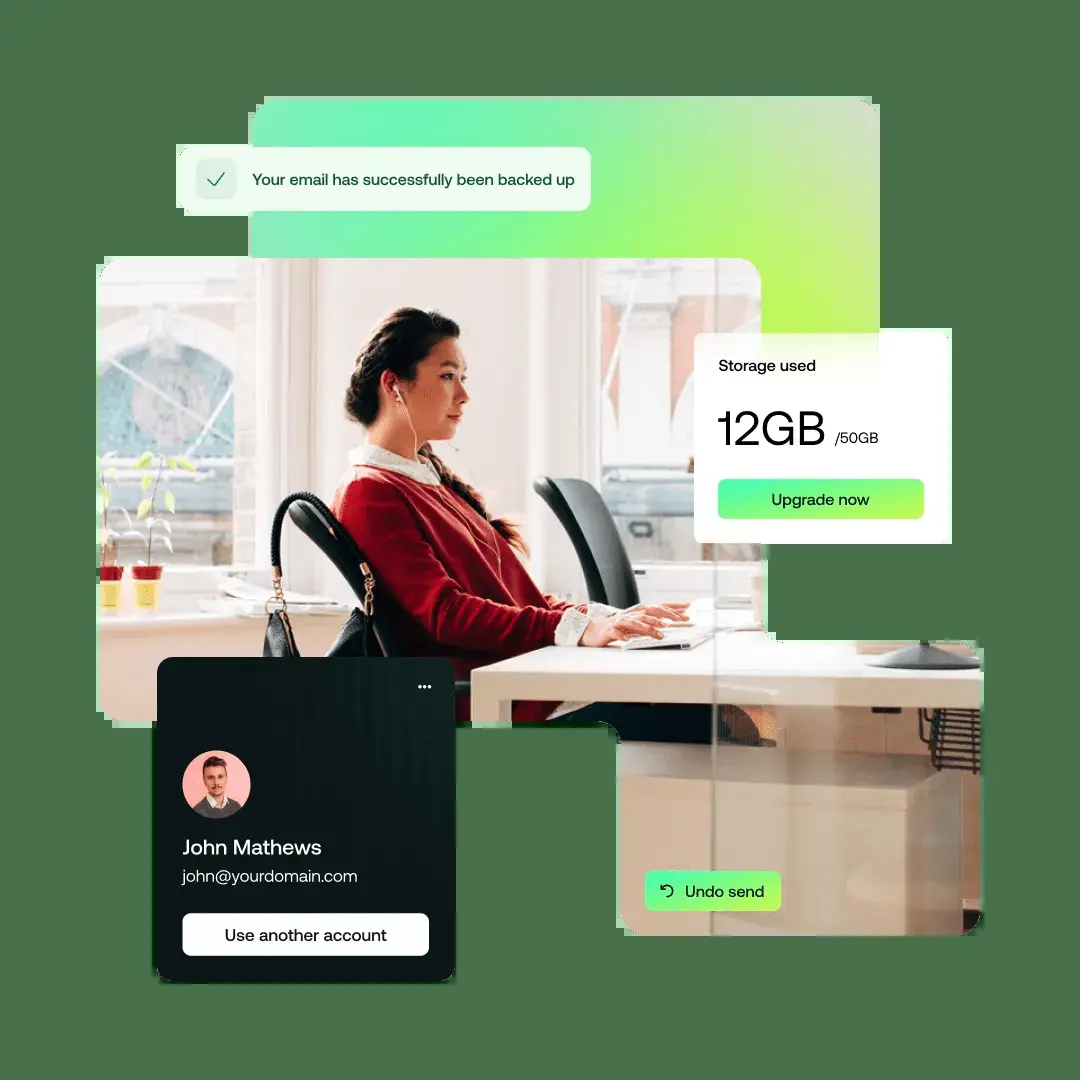 Your email has successfully been backed up
Storage used
12GB /50GB
Upgrade now
John Mathews
john@yourdomain.com
Use another account
Undo send